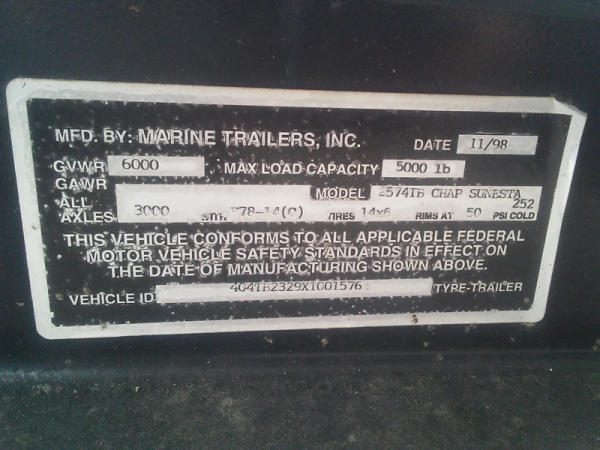 MFD. BY: MARINE TRAILERS, INC. DATE 11/98
GVWR 6000 MAX LOAD CAPACITY 5000 lb
GAWR MODEL 2574TB CHAP SUNESTA
ALL 252
AXLES 3000 78-14(C) 14x6 RIMS AT 50 PSI COLD
THIS VEHICLE CONFORMS TO ALL APPLICABLE FEDERAL
MOTOR VEHICLE SAFETY STANDARDS IN EFFECT ON
THE DATE OF MANUFACTURING SHOWN ABOVE.
VEHICLE ID. 404TB2329X1001576 TYPE-TRAILER